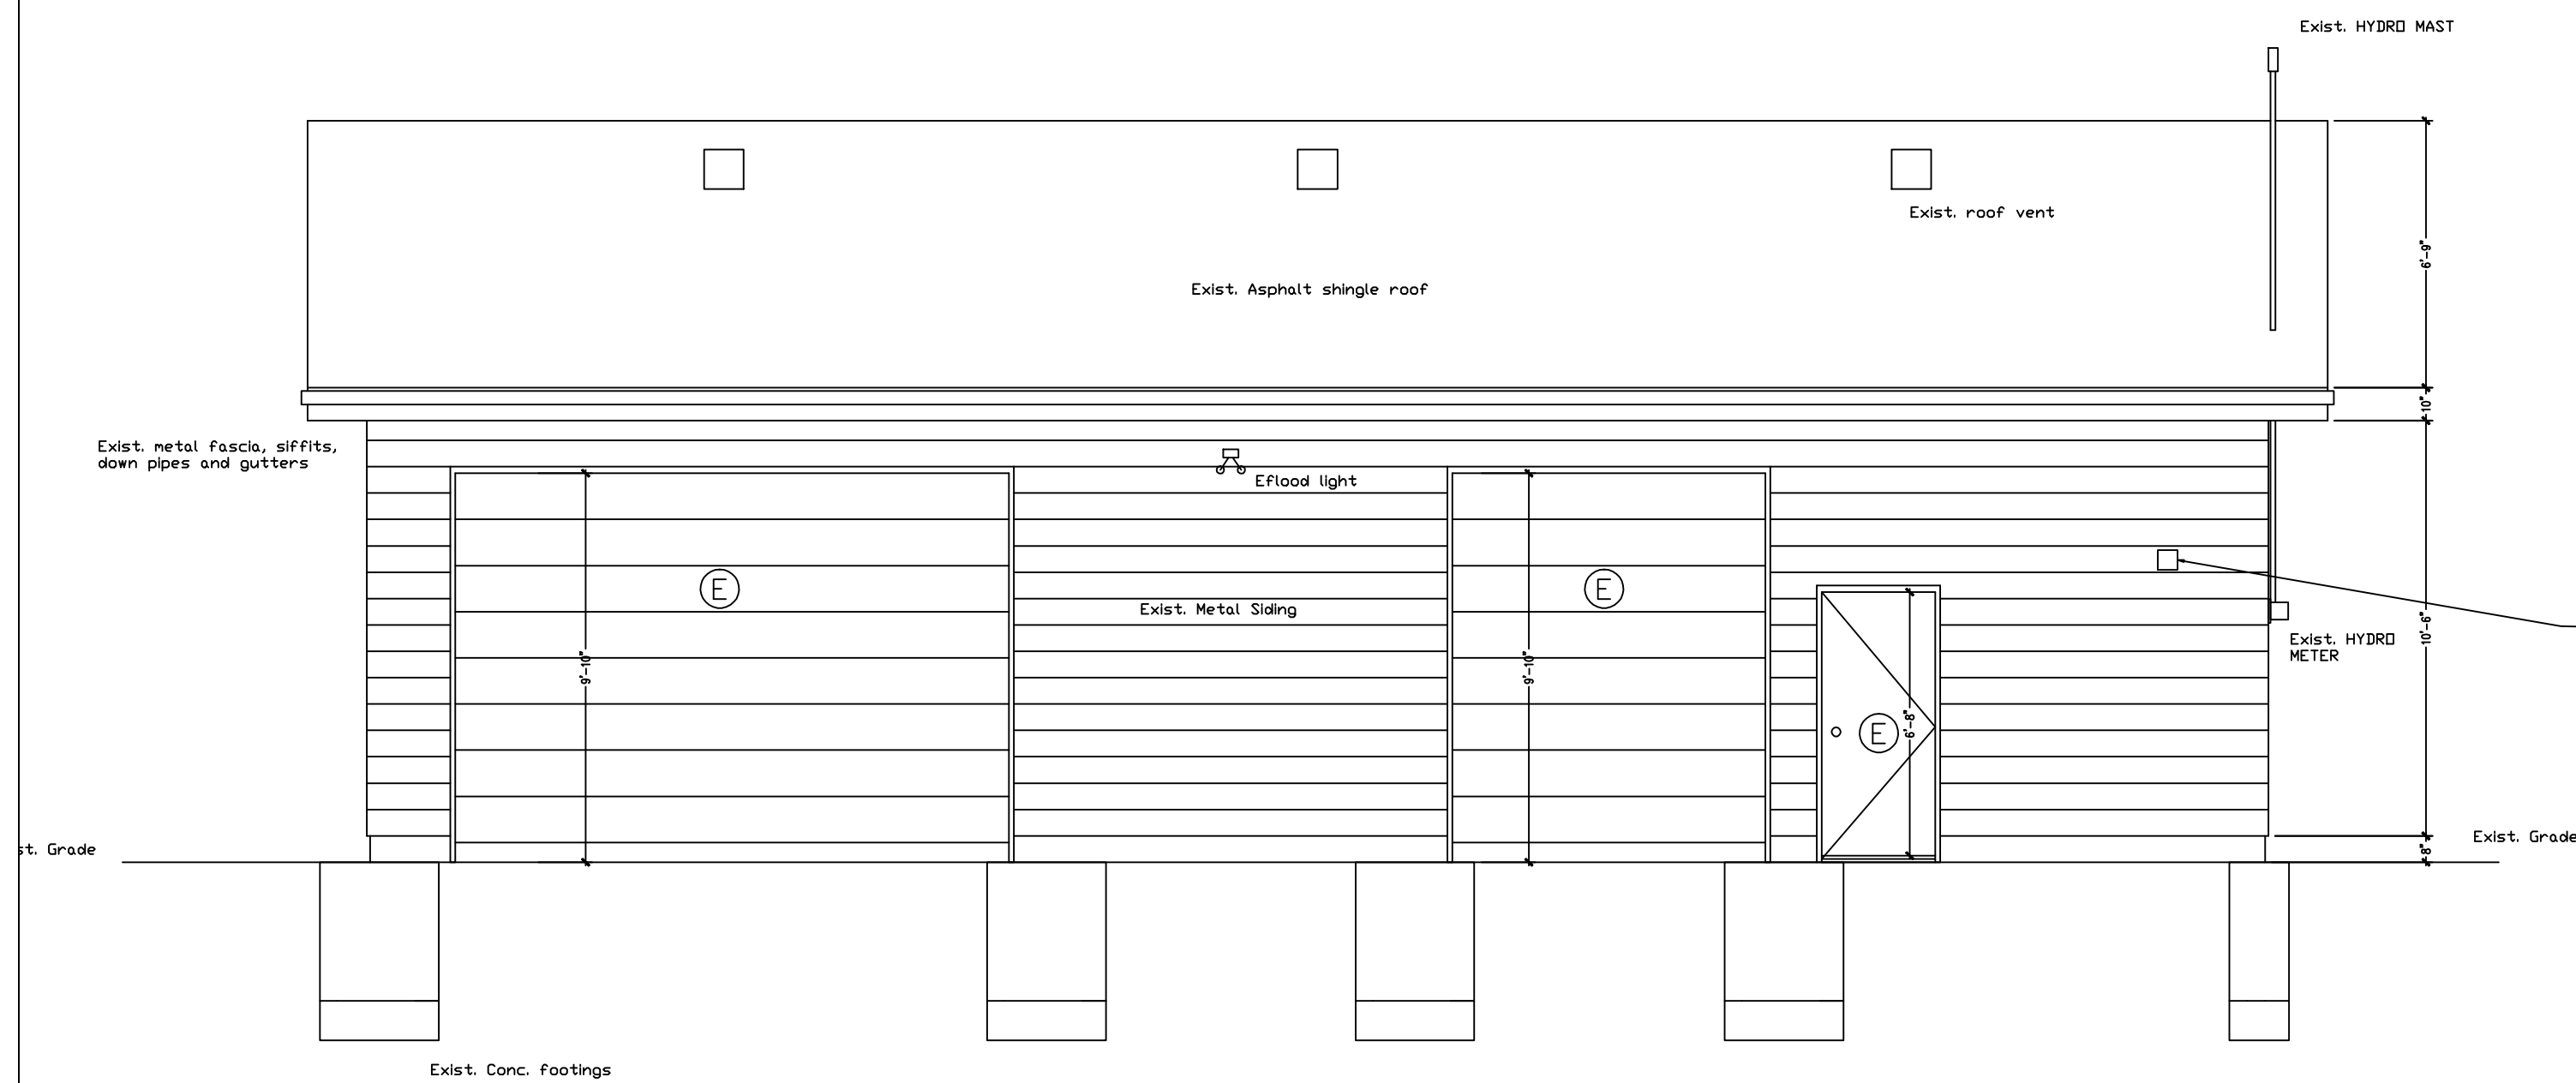 Exist. HYDRO MAST
Exist. roof vent
6'-9"
Exist. Asphalt shingle roof
10"
Exist. metal fascia, siffits,
down pipes and gutters
Eflood light
E
E
Exist. Metal Siding
10'-6"
Exist. HYDRO
METER
9'-10"
9'-10"
6'-8"
E
st. Grade
Exist. Grade
8"
Exist. Conc. footings